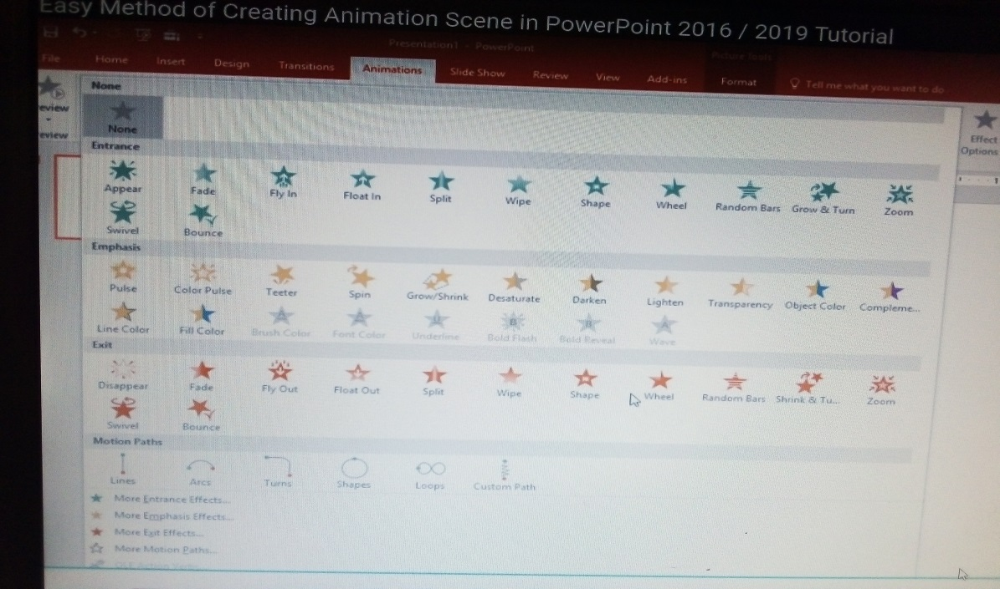 Easy Method of Creating Animation Scene in PowerPoint 2016 / 2019 Tutorial
Presentation1 - PowerPoint
Picture Tools
File Home Insert Design Transitions Animations Slide Show Review View Add-ins Format Tell me what you want to do
eview
eview
Effect
Options
None
None
Entrance
Appear Fade Fly In Float In Split Wipe Shape Wheel Random Bars Grow & Turn Zoom
Swivel Bounce
Emphasis
Pulse Color Pulse Teeter Spin Grow/Shrink Desaturate Darken Lighten Transparency Object Color Compleme...
Line Color Fill Color Brush Color Font Color Underline Bold Flash Bold Reveal Wave
Exit
Disappear Fade Fly Out Float Out Split Wipe Shape Wheel Random Bars Shrink & Tu... Zoom
Swivel Bounce
Motion Paths
Lines Arcs Turns Shapes Loops Custom Path
More Entrance Effects...
More Emphasis Effects...
More Exit Effects...
More Motion Paths...